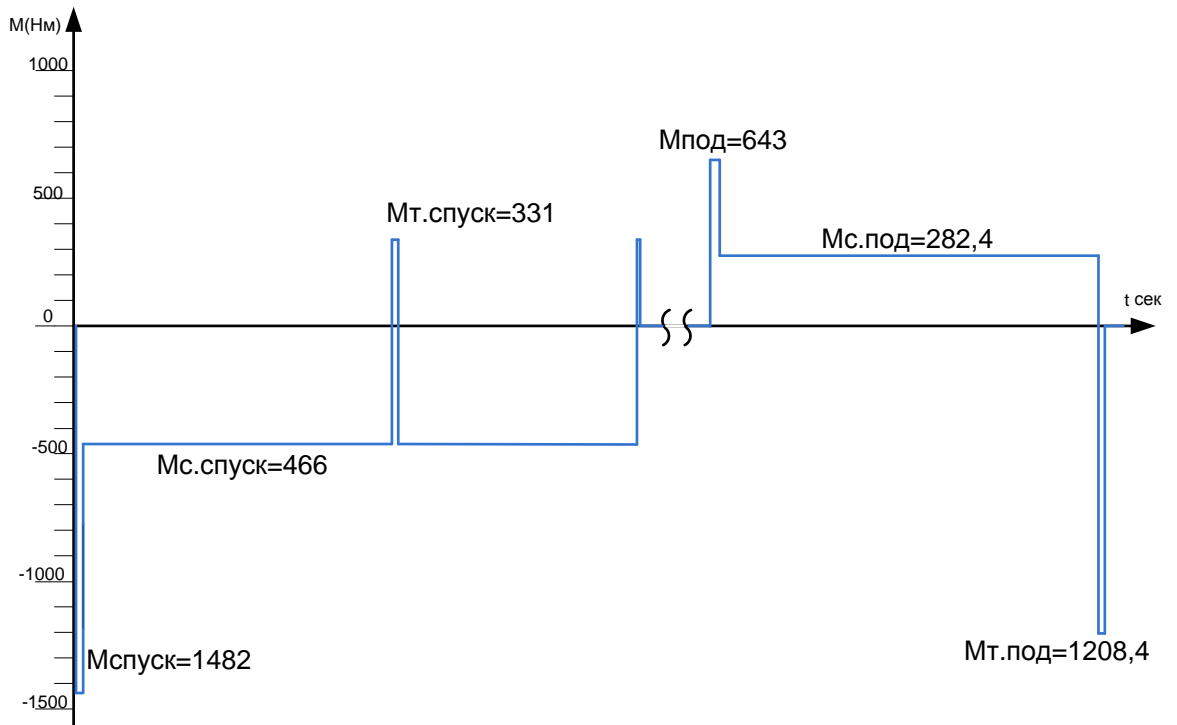 М(Нм)
1000
Мпод=643
500
Мт.спуск=331
Мс.под=282,4
t сек
0
-500
Мс.спуск=466
-1000
Мспуск=1482
Мт.под=1208,4
-1500